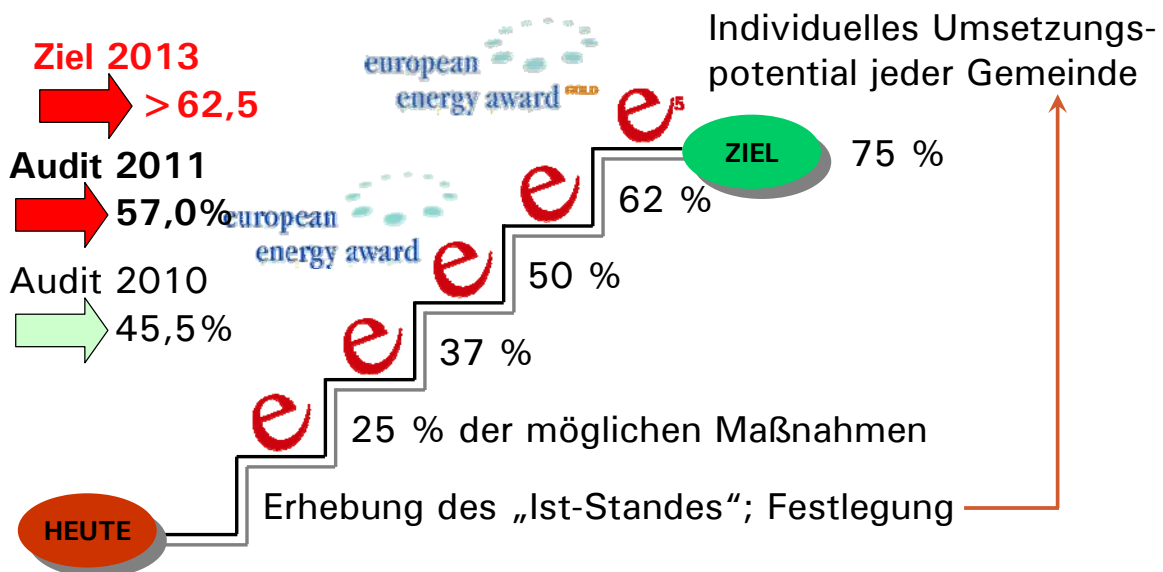 Ziel 2013
>62,5
Audit 2011
57,0%
Audit 2010
45,5%
european
energy award GOLD
european
energy award
Individuelles Umsetzungs-
potential jeder Gemeinde
e5
ZIEL
75 %
e
62 %
e
50 %
e
37 %
e
25 % der möglichen Maßnahmen
Erhebung des „Ist-Standes“; Festlegung
HEUTE